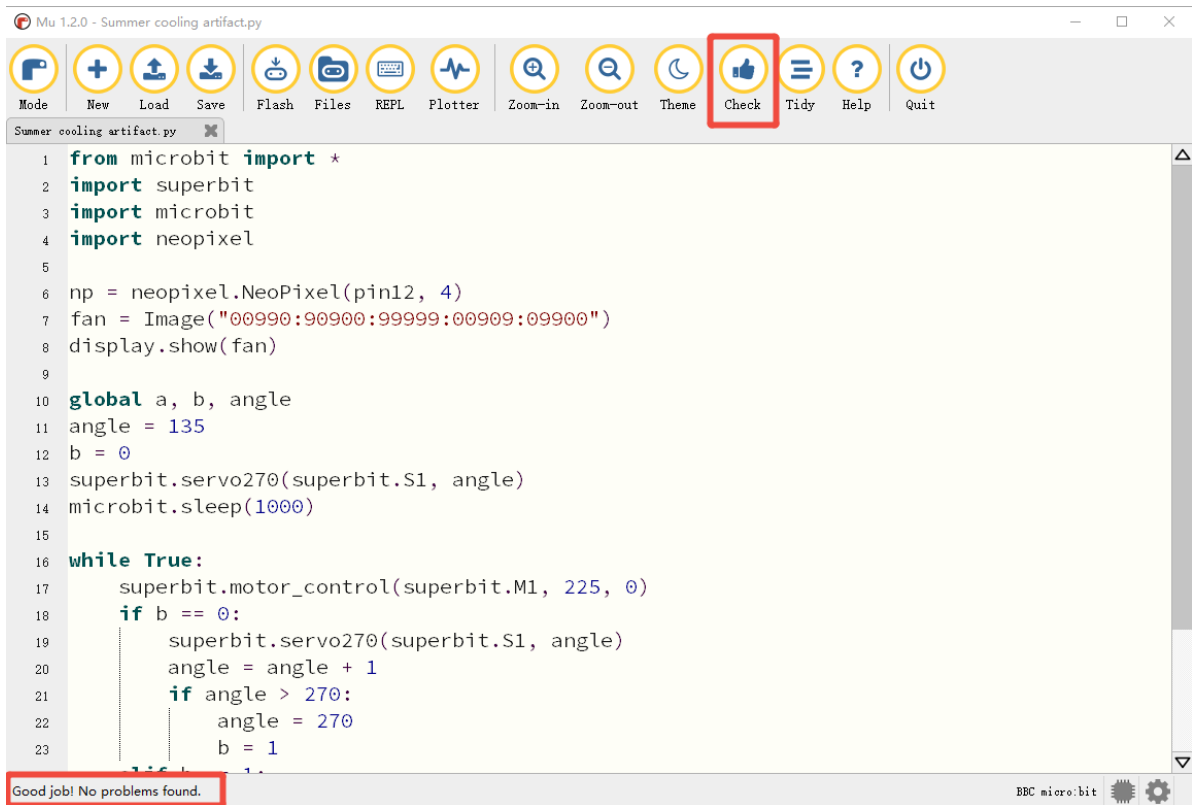 Mu 1.2.0 - Summer cooling artifact.py
Mode New Load Save Flash Files REPL Plotter Zoom-in Zoom-out Theme Check Tidy Help Quit
Summer cooling artifact.py
1 from microbit import *
2 import superbit
3 import microbit
4 import neopixel
5
6 np = neopixel.NeoPixel(pin12, 4)
7 fan = Image("00990:90900:99999:00909:09900")
8 display.show(fan)
9
10 global a, b, angle
11 angle = 135
12 b = 0
13 superbit.servo270(superbit.S1, angle)
14 microbit.sleep(1000)
15
16 while True:
17 superbit.motor_control(superbit.M1, 225, 0)
18 if b == 0:
19 superbit.servo270(superbit.S1, angle)
20 angle = angle + 1
21 if angle > 270:
22 angle = 270
23 b = 1
Good job! No problems found.
BBC micro:bit